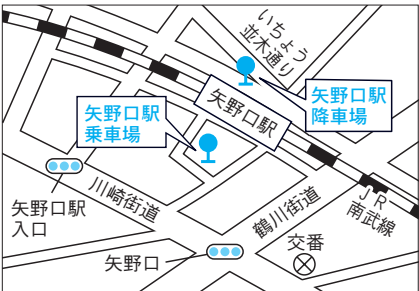 いちょう
並木通り
矢野口駅
降車場
矢野口駅
矢野口駅
乗車場
川崎街道
矢野口駅
入口
鶴川街道
JR
南武線
交番
矢野口